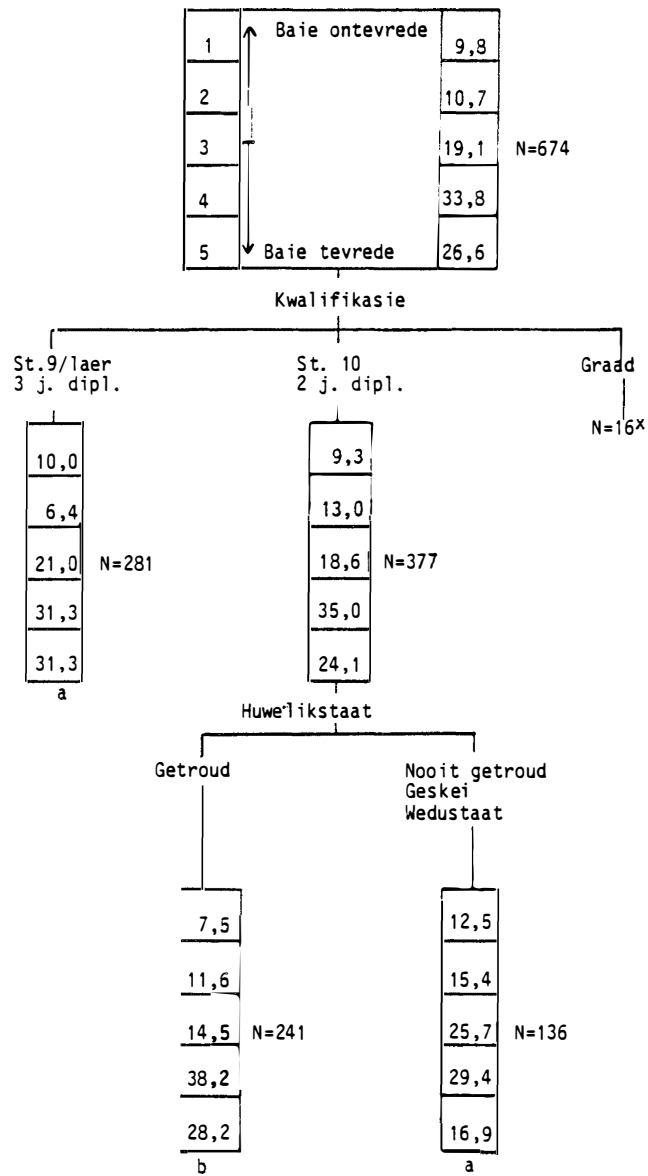 1 Baie ontevrede 9,8
2 10,7
3 19,1 N=674
4 33,8
5 Baie tevrede 26,6
Kwalifikasie
St.9/laer St. 10 Graad
3 j. dipl. 2 j. dipl.
N=16x
10,0 9,3
6,4 13,0
21,0 N=281 18,6 N=377
31,3 35,0
31,3 24,1
a
Huwelikstaat
Getroud Nooit getroud
Geskei
Wedustaat
7,5 12,5
11,6 15,4
14,5 N=241 25,7 N=136
38,2 29,4
28,2 16,9
b a